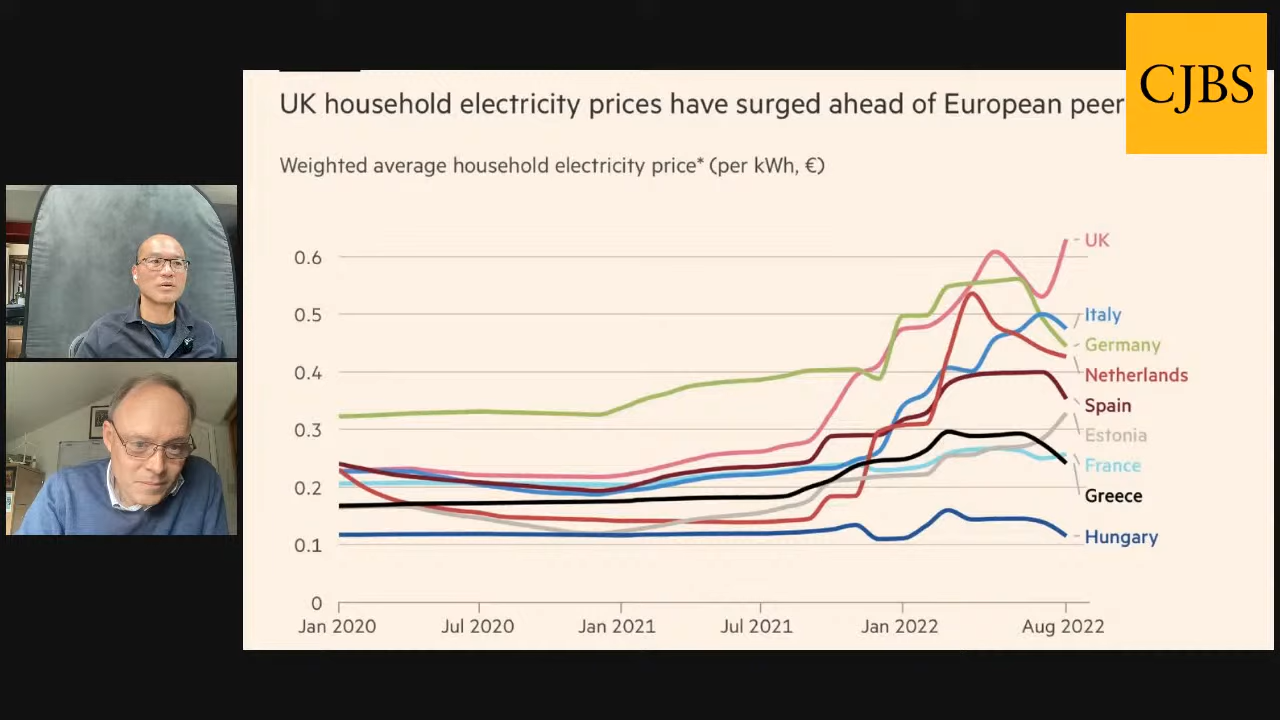 CJBS
UK household electricity prices have surged ahead of European peer
Weighted average household electricity price* (per kWh, €)
0.6
0.5
0.4
0.3
0.2
0.1
0
Jan 2020
Jul 2020
Jan 2021
Jul 2021
Jan 2022
Aug 2022
UK
Italy
Germany
Netherlands
Spain
Estonia
France
Greece
Hungary